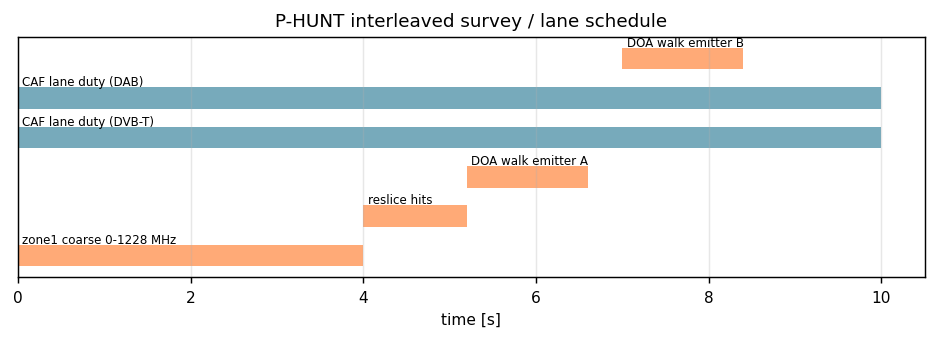 P-HUNT interleaved survey / lane schedule
DOA walk emitter B
CAF lane duty (DAB)
CAF lane duty (DVB-T)
DOA walk emitter A
reslice hits
zone1 coarse 0-1228 MHz
0 2 4 6 8 10
time [s]